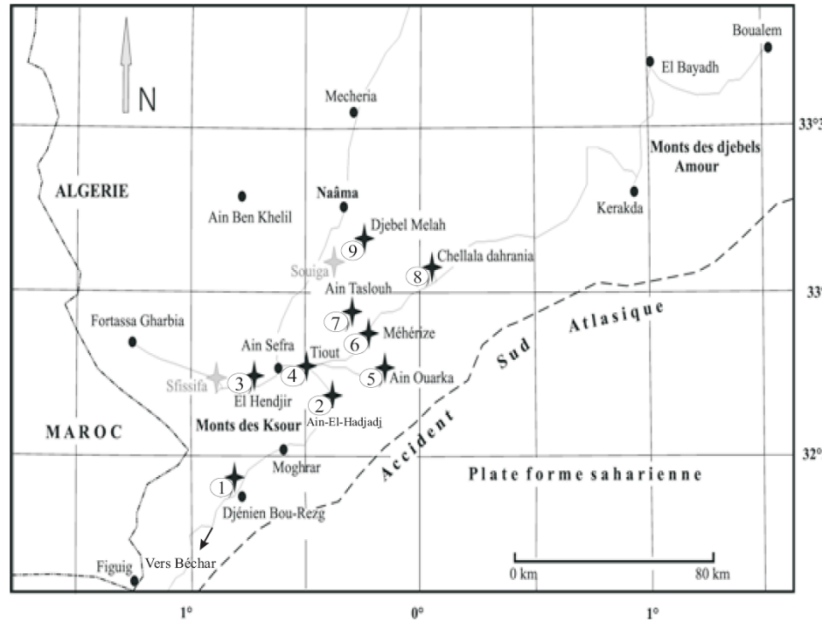 Boualem
El Bayadh
N
Mecheria
33°3
Monts des djebels
Amour
ALGERIE
Naâma
Ain Ben Khelil
Kerakda
Djebel Melah
9
Souiga
Chellala dahrania
8
Ain Taslouh
33°
Fortassa Gharbia
7
Sud Atlasique
Méhérize
6
Ain Sefra
Tiout
Sfissifa
3
4
5
Ain Ouarka
El Hendjir
2
Ain-El-Hadjadj
Monts des Ksour
MAROC
Accident
32°
Moghrar
Plate forme saharienne
1
Djénien Bou-Rezg
Vers Béchar
Figuig
0 km
80 km
1°
0°
1°